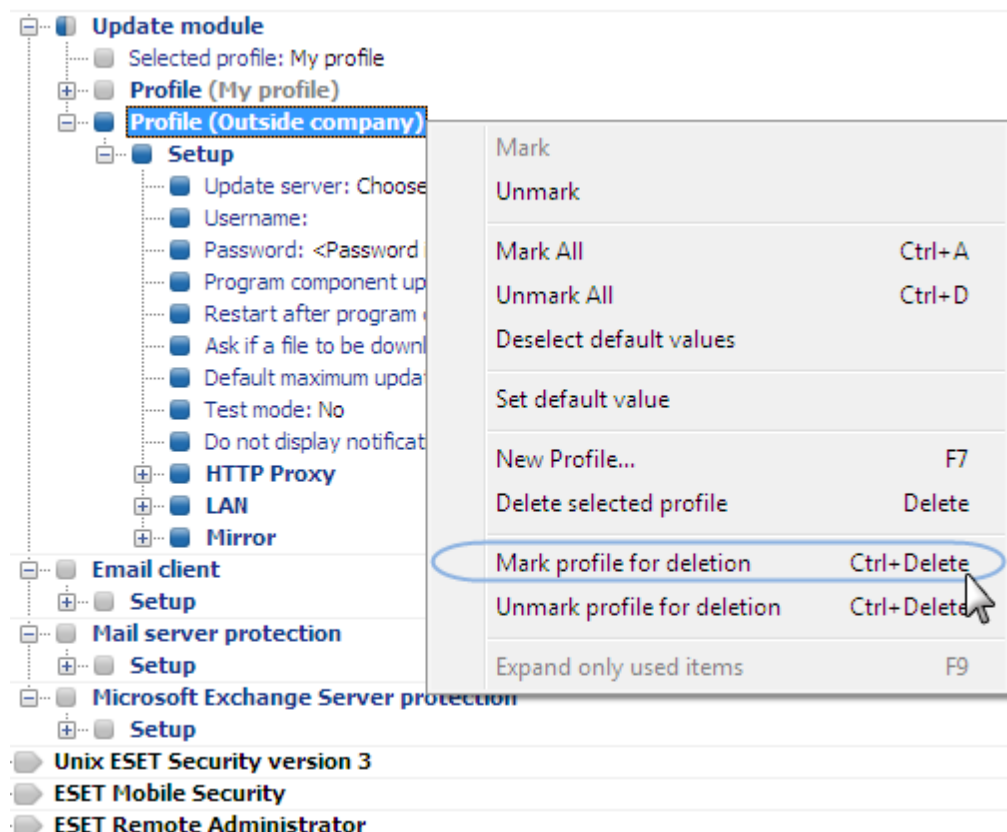 Update module
Selected profile: My profile
Profile (My profile)
Profile (Outside company)
Setup
Update server: Choose
Username:
Password: <Password
Program component up
Restart after program
Ask if a file to be downl
Default maximum updat
Test mode: No
Do not display notificat
HTTP Proxy
LAN
Mirror
Email client
Setup
Mail server protection
Setup
Microsoft Exchange Server protection
Setup
Unix ESET Security version 3
ESET Mobile Security
ESET Remote Administrator
Mark
Unmark
Mark All Ctrl+A
Unmark All Ctrl+D
Deselect default values
Set default value
New Profile... F7
Delete selected profile Delete
Mark profile for deletion Ctrl+Delete
Unmark profile for deletion Ctrl+Delete
Expand only used items F9